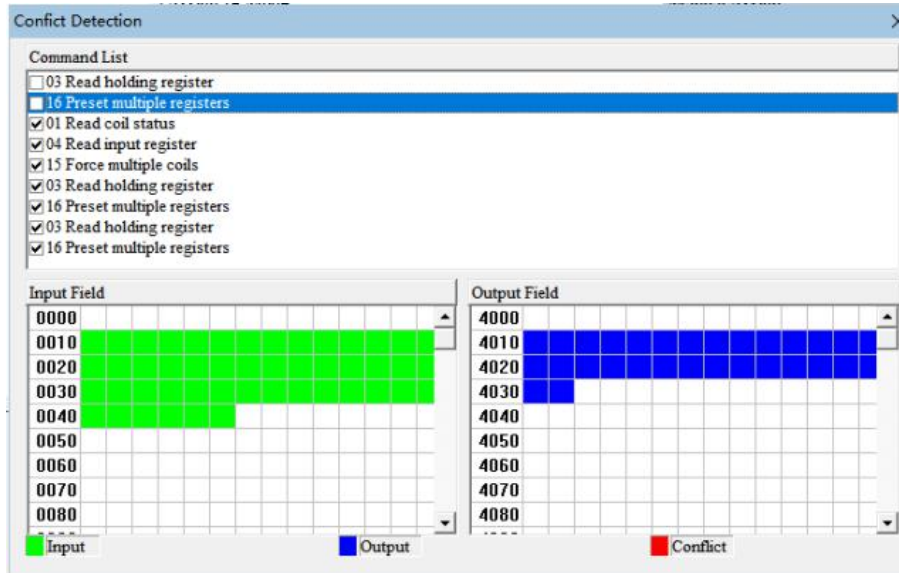 Confict Detection
Command List
03 Read holding register
16 Preset multiple registers
01 Read coil status
04 Read input register
15 Force multiple coils
03 Read holding register
16 Preset multiple registers
03 Read holding register
16 Preset multiple registers
Input Field
0000
0010
0020
0030
0040
0050
0060
0070
0080
Output Field
4000
4010
4020
4030
4040
4050
4060
4070
4080
Input
Output
Conflict